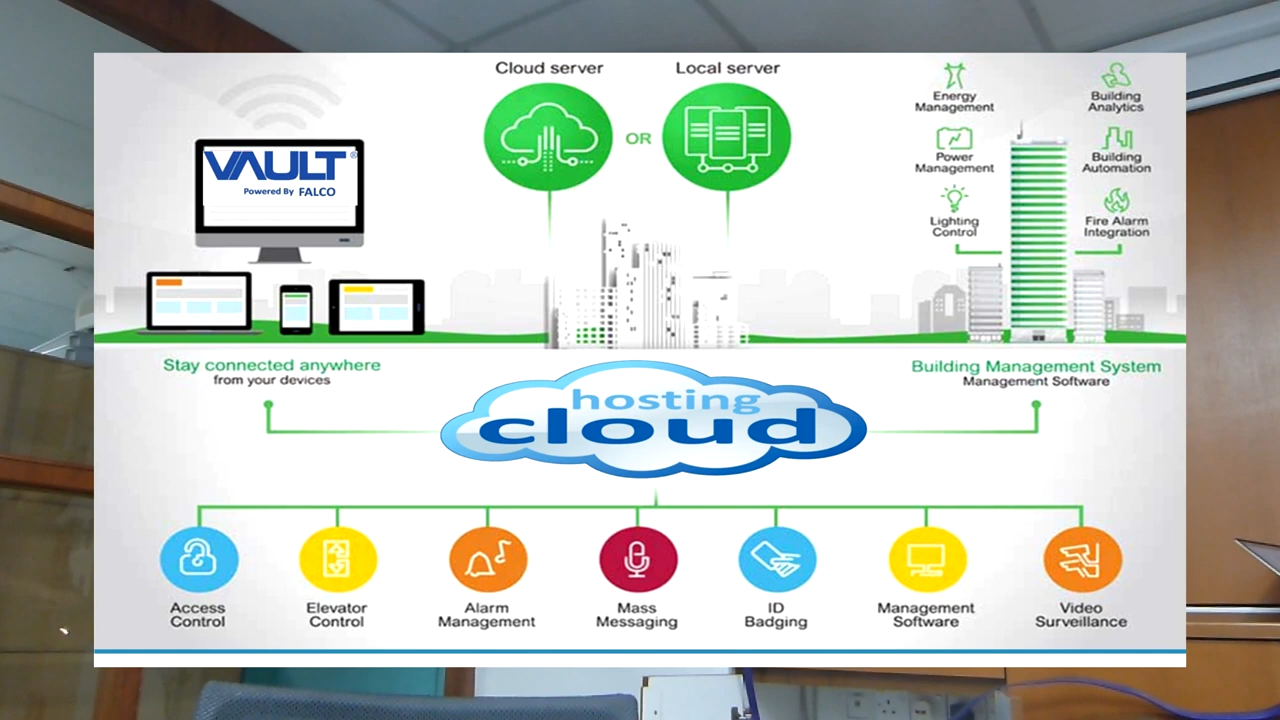 Cloud server
Local server
OR
VAULT®
Powered By FALCO
Energy
Management
Building
Analytics
Power
Management
Building
Automation
Lighting
Control
Fire Alarm
Integration
Stay connected anywhere
from your devices
Building Management System
Management Software
hosting
cloud
Access
Control
Elevator
Control
Alarm
Management
Mass
Messaging
ID
Badging
Management
Software
Video
Surveillance